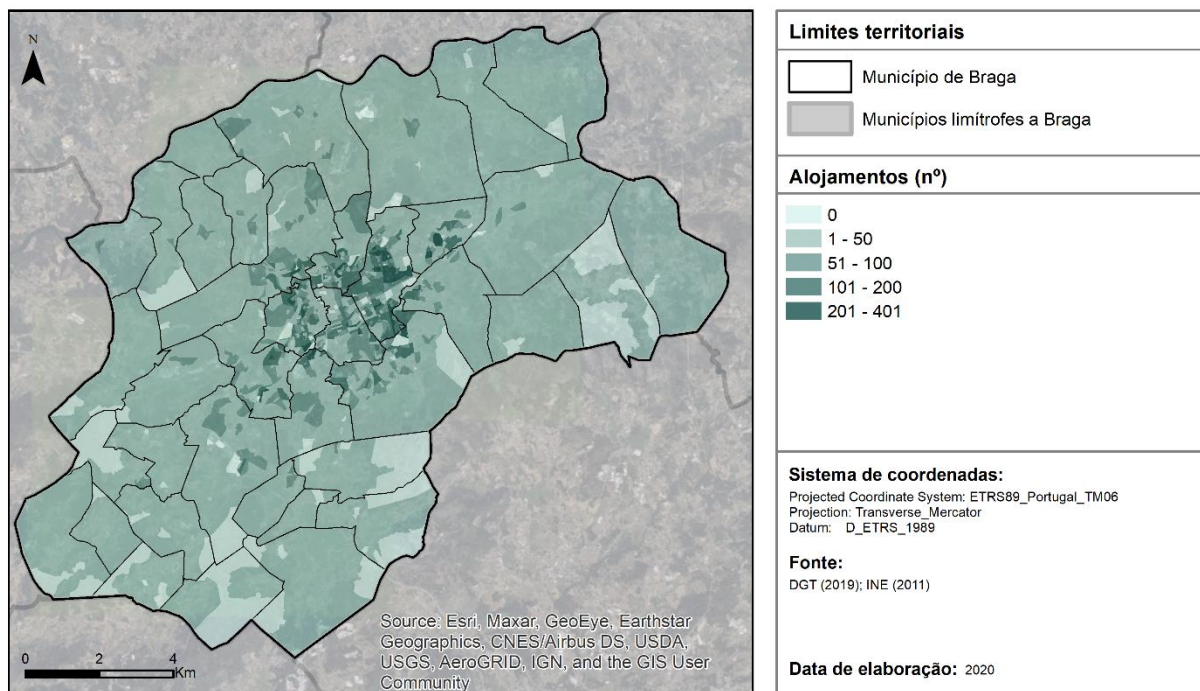 N
0 2 4
Km
Source: Esri, Maxar, GeoEye, Earthstar
Geographics, CNES/Airbus DS, USDA,
USGS, AeroGRID, IGN, and the GIS User
Community
Limites territoriais
Município de Braga
Municípios limítrofes a Braga
Alojamentos (nº)
0
1 - 50
51 - 100
101 - 200
201 - 401
Sistema de coordenadas:
Projected Coordinate System: ETRS89_Portugal_TM06
Projection: Transverse_Mercator
Datum: D_ETRS_1989
Fonte:
DGT (2019); INE (2011)
Data de elaboração: 2020